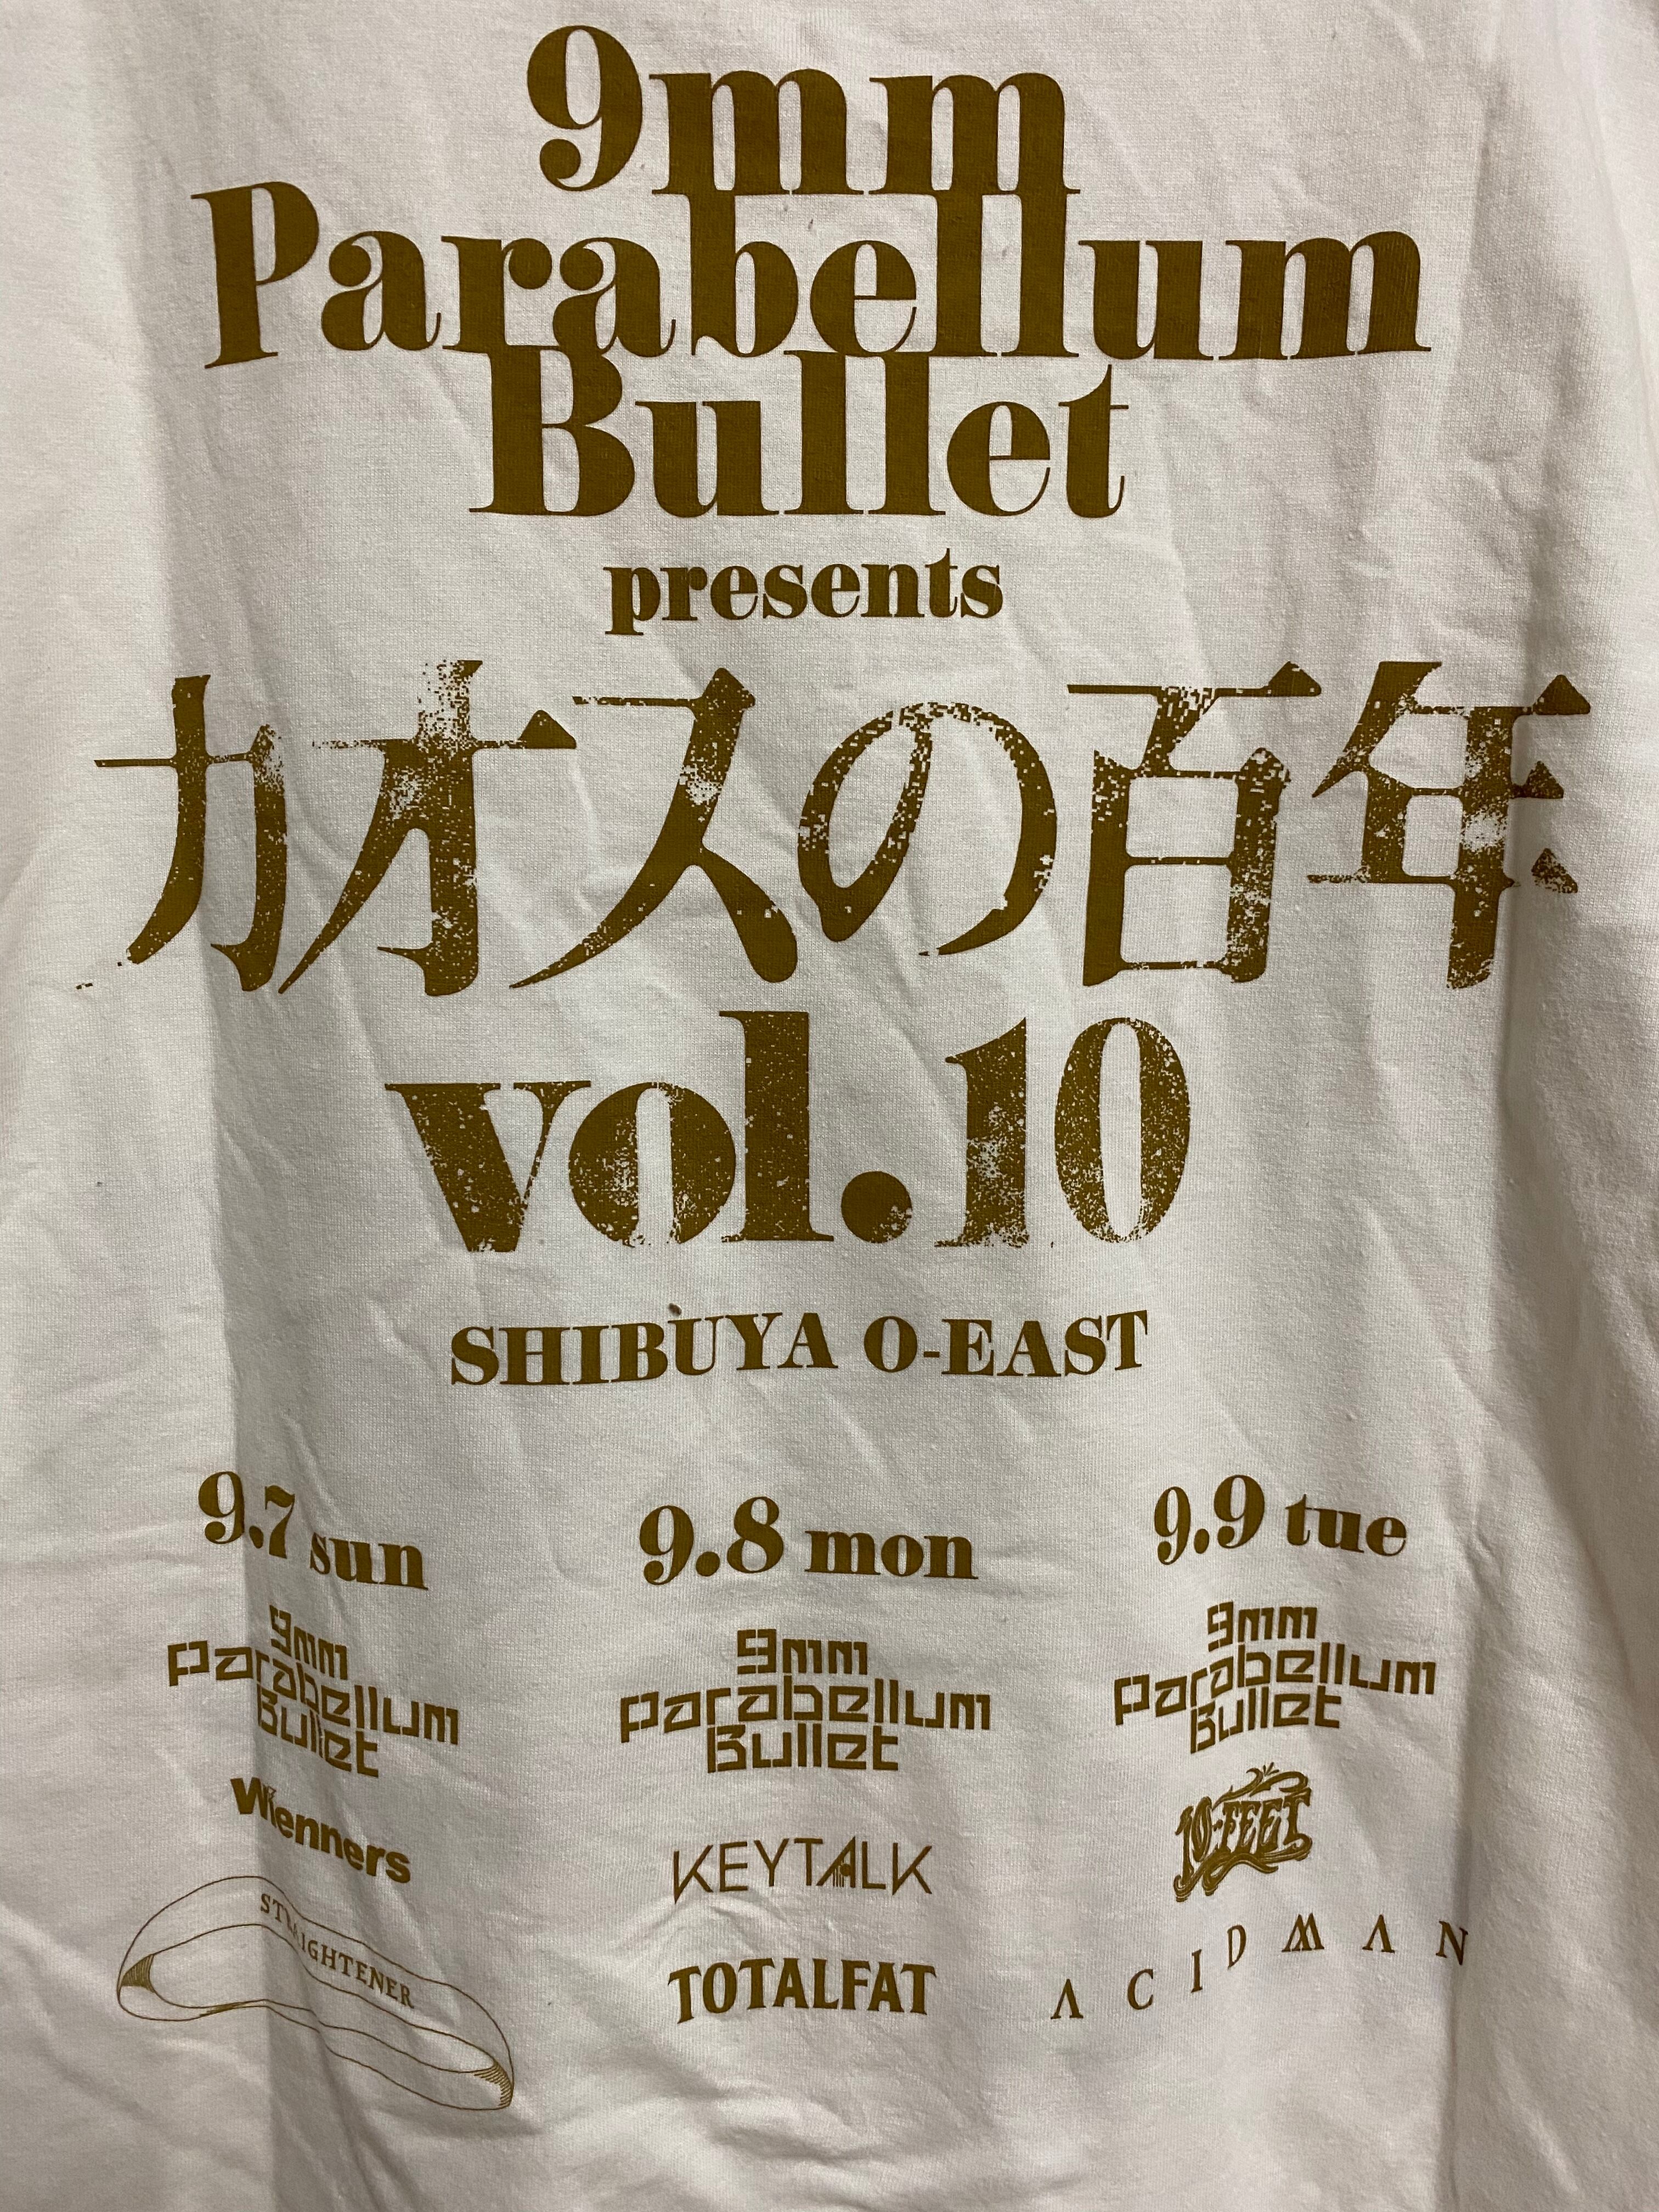 9mm
Parabellum
Bullet
presents
カオスの百年
vol.10
SHIBUYA O-EAST
9.7 sun
9mm
Parabellum
Bullet
Wienners
STRAIGHTENER
9.8 mon
9mm
Parabellum
Bullet
KEYTALK
TOTALFAT
9.9 tue
9mm
Parabellum
Bullet
10-FEET
ACIDMAN